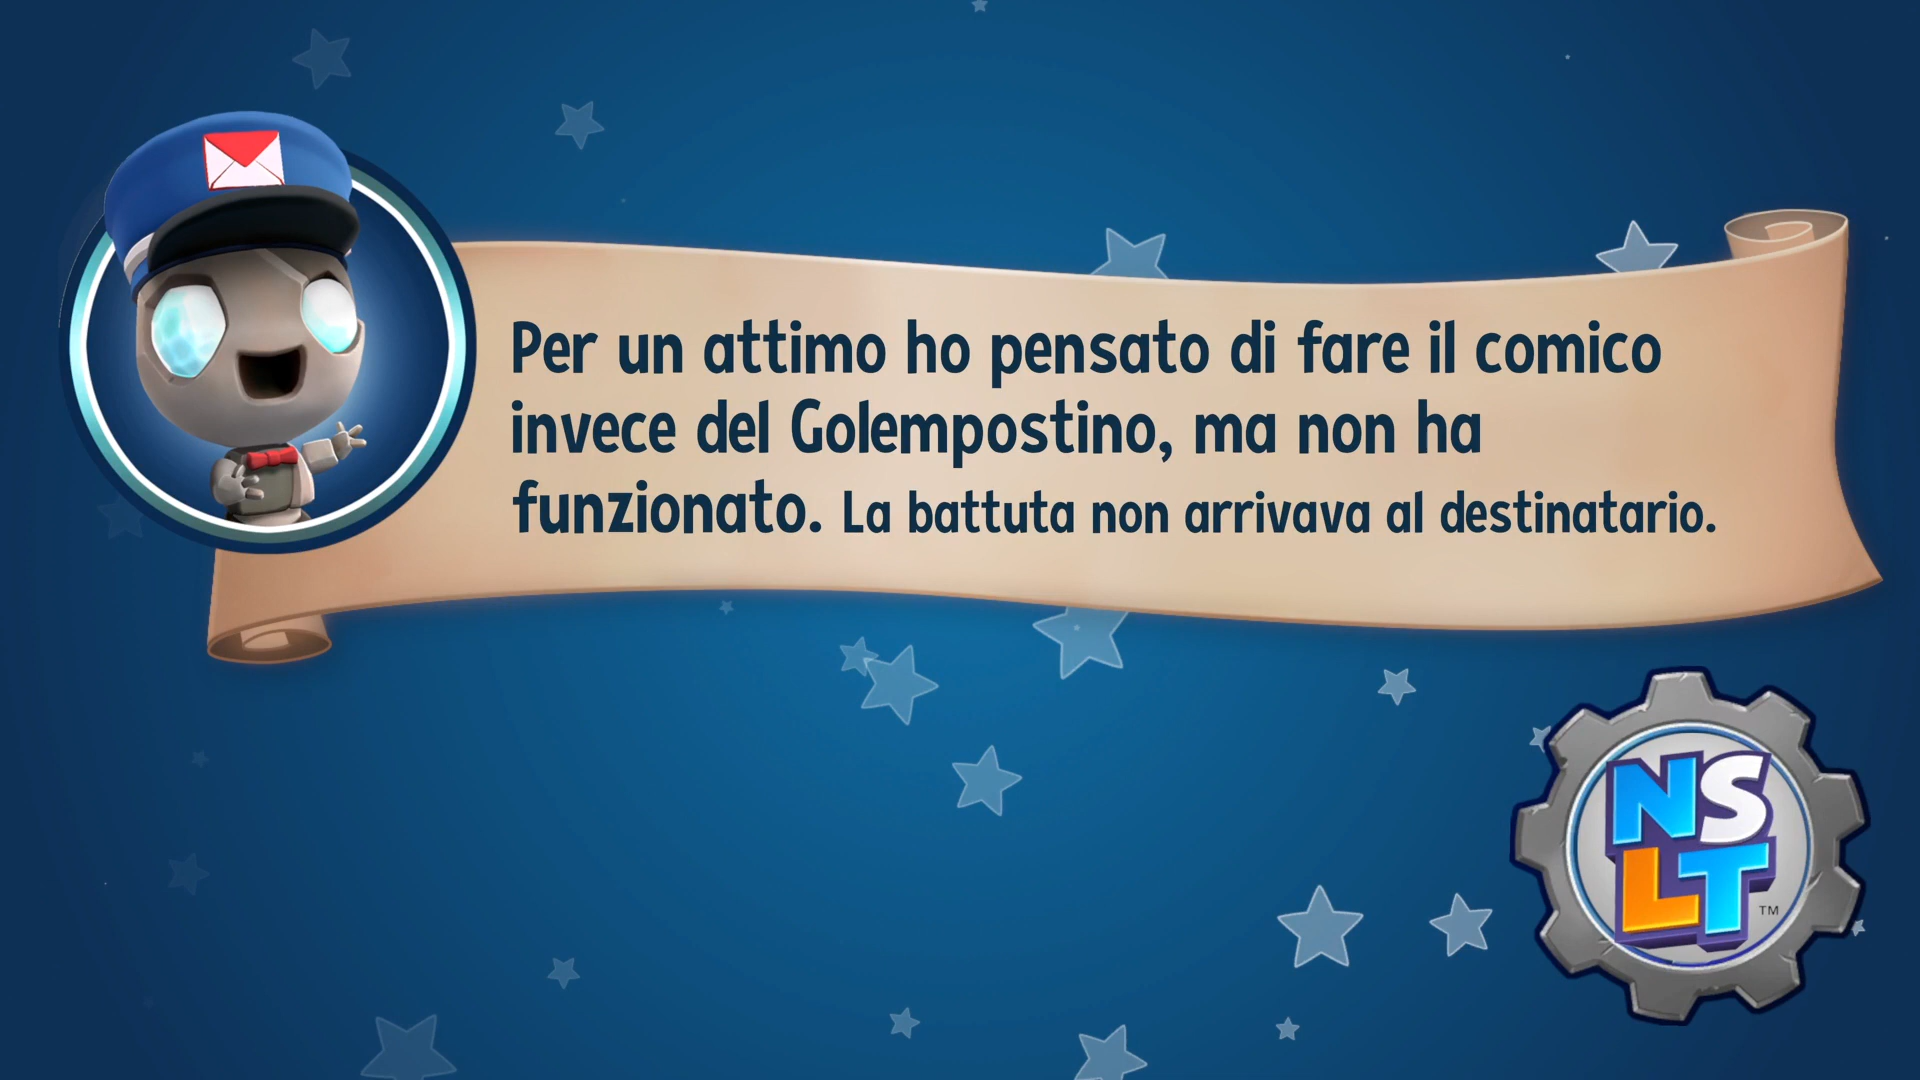 Per un attimo ho pensato di fare il comico
invece del Golempostino, ma non ha
funzionato. La battuta non arrivava al destinatario.
NS
LT
TM